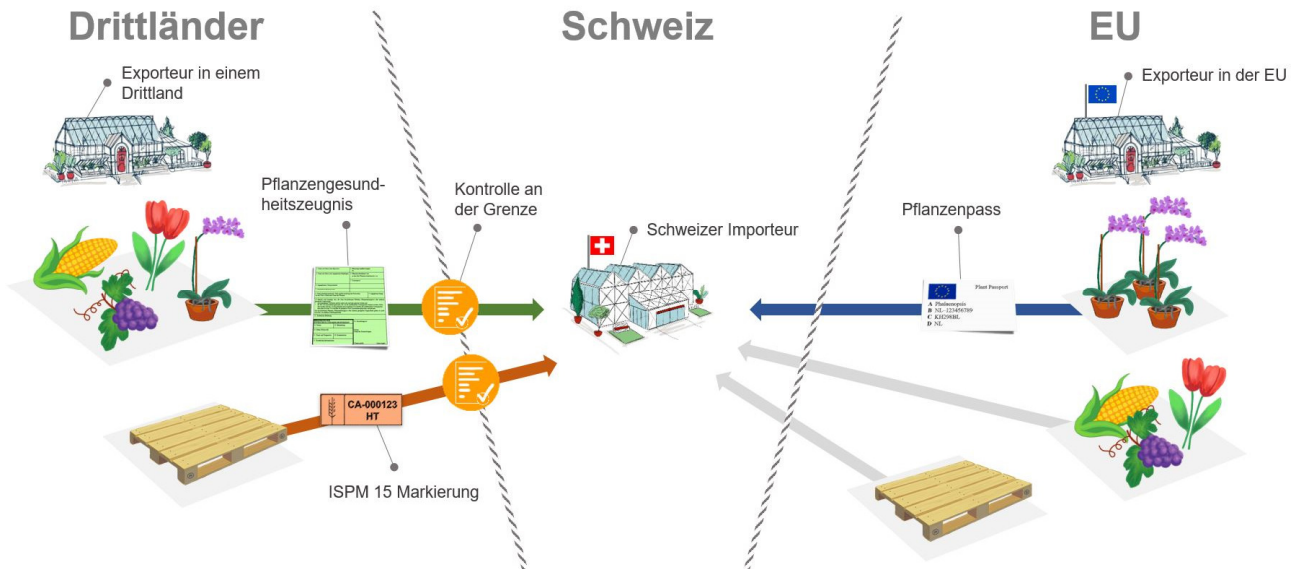 Drittländer
Schweiz
EU
Exporteur in einem
Drittland
Exporteur in der EU
Pflanzengesund-
heitszeugnis
Kontrolle an
der Grenze
Schweizer Importeur
Pflanzenpass
Plant Passport
A Phalaenopsis
B NL-123456789
C KH298BL
D NL
CA-000123
HT
ISPM 15 Markierung